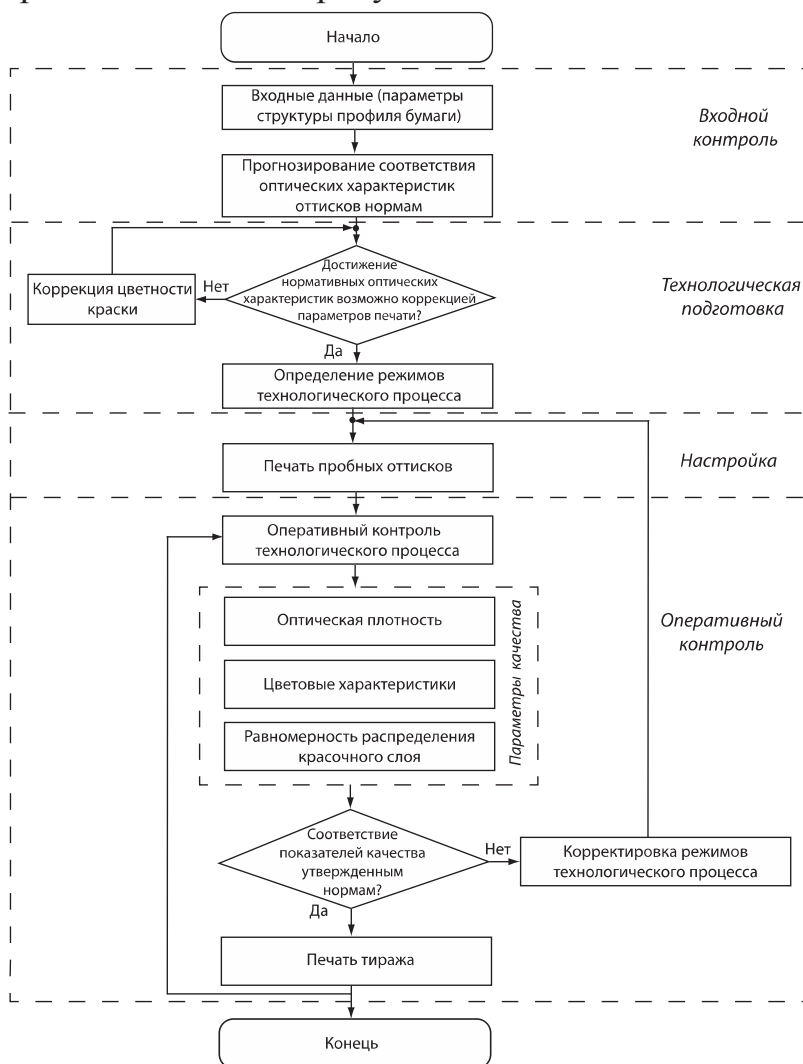 Начало
Входные данные (параметры
структуры профиля бумаги)
Входной
контроль
Прогнозирование соответствия
оптических характеристик
оттисков нормам
Достижение
нормативных оптических
характеристик возможно коррекцией
параметров печати?
Нет
Коррекция цветности
краски
Технологическая
подготовка
Да
Определение режимов
технологического процесса
Печать пробных оттисков
Настройка
Оперативный контроль
технологического процесса
Оптическая плотность
Цветовые характеристики
Равномерность распределения
красочного слоя
Параметры качества
Оперативный
контроль
Соответствие
показателей качества
утвержденным
нормам?
Нет
Корректировка режимов
технологического процесса
Да
Печать тиража
Конец